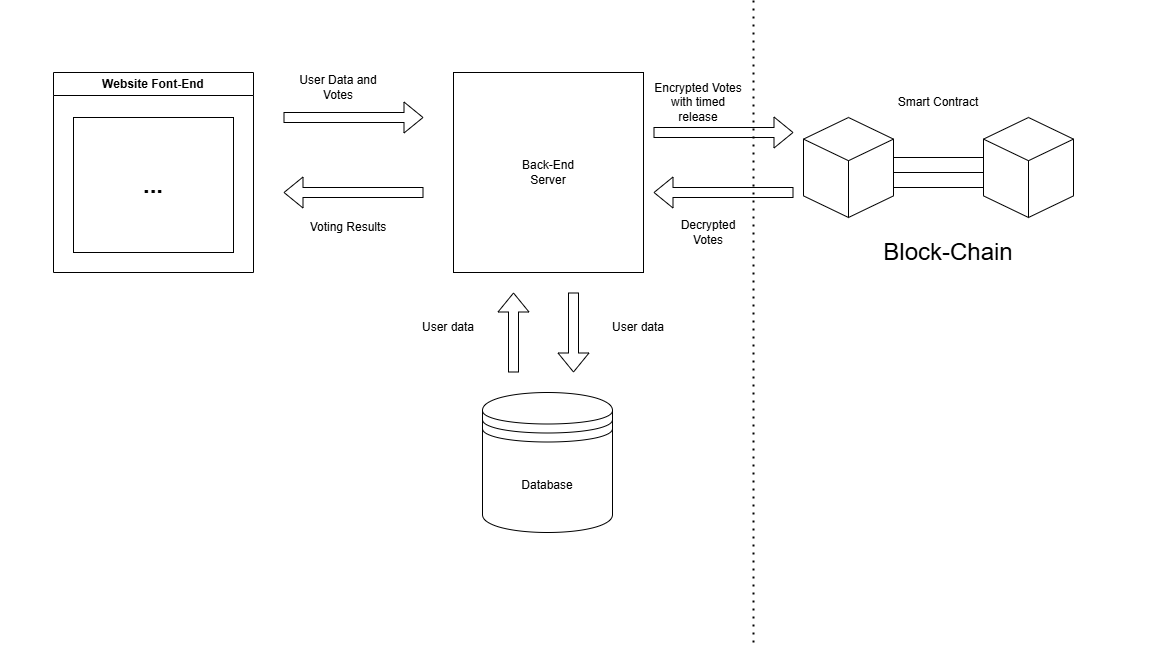 Website Font-End
...
User Data and
Votes
Voting Results
Back-End
Server
Encrypted Votes
with timed
release
Decrypted
Votes
Smart Contract
Block-Chain
User data
User data
Database